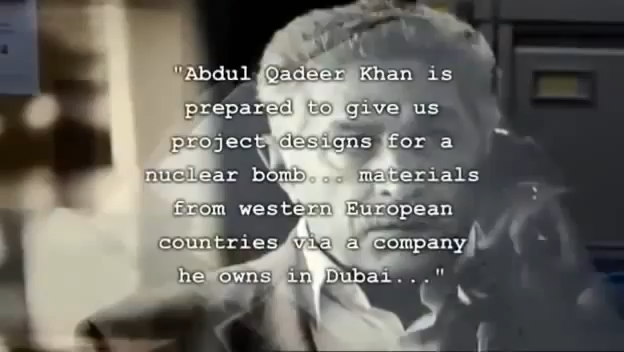 "Abdul Qadeer Khan is
prepared to give us
project designs for a
nuclear bomb... materials
from western European
countries via a company
he owns in Dubai..."